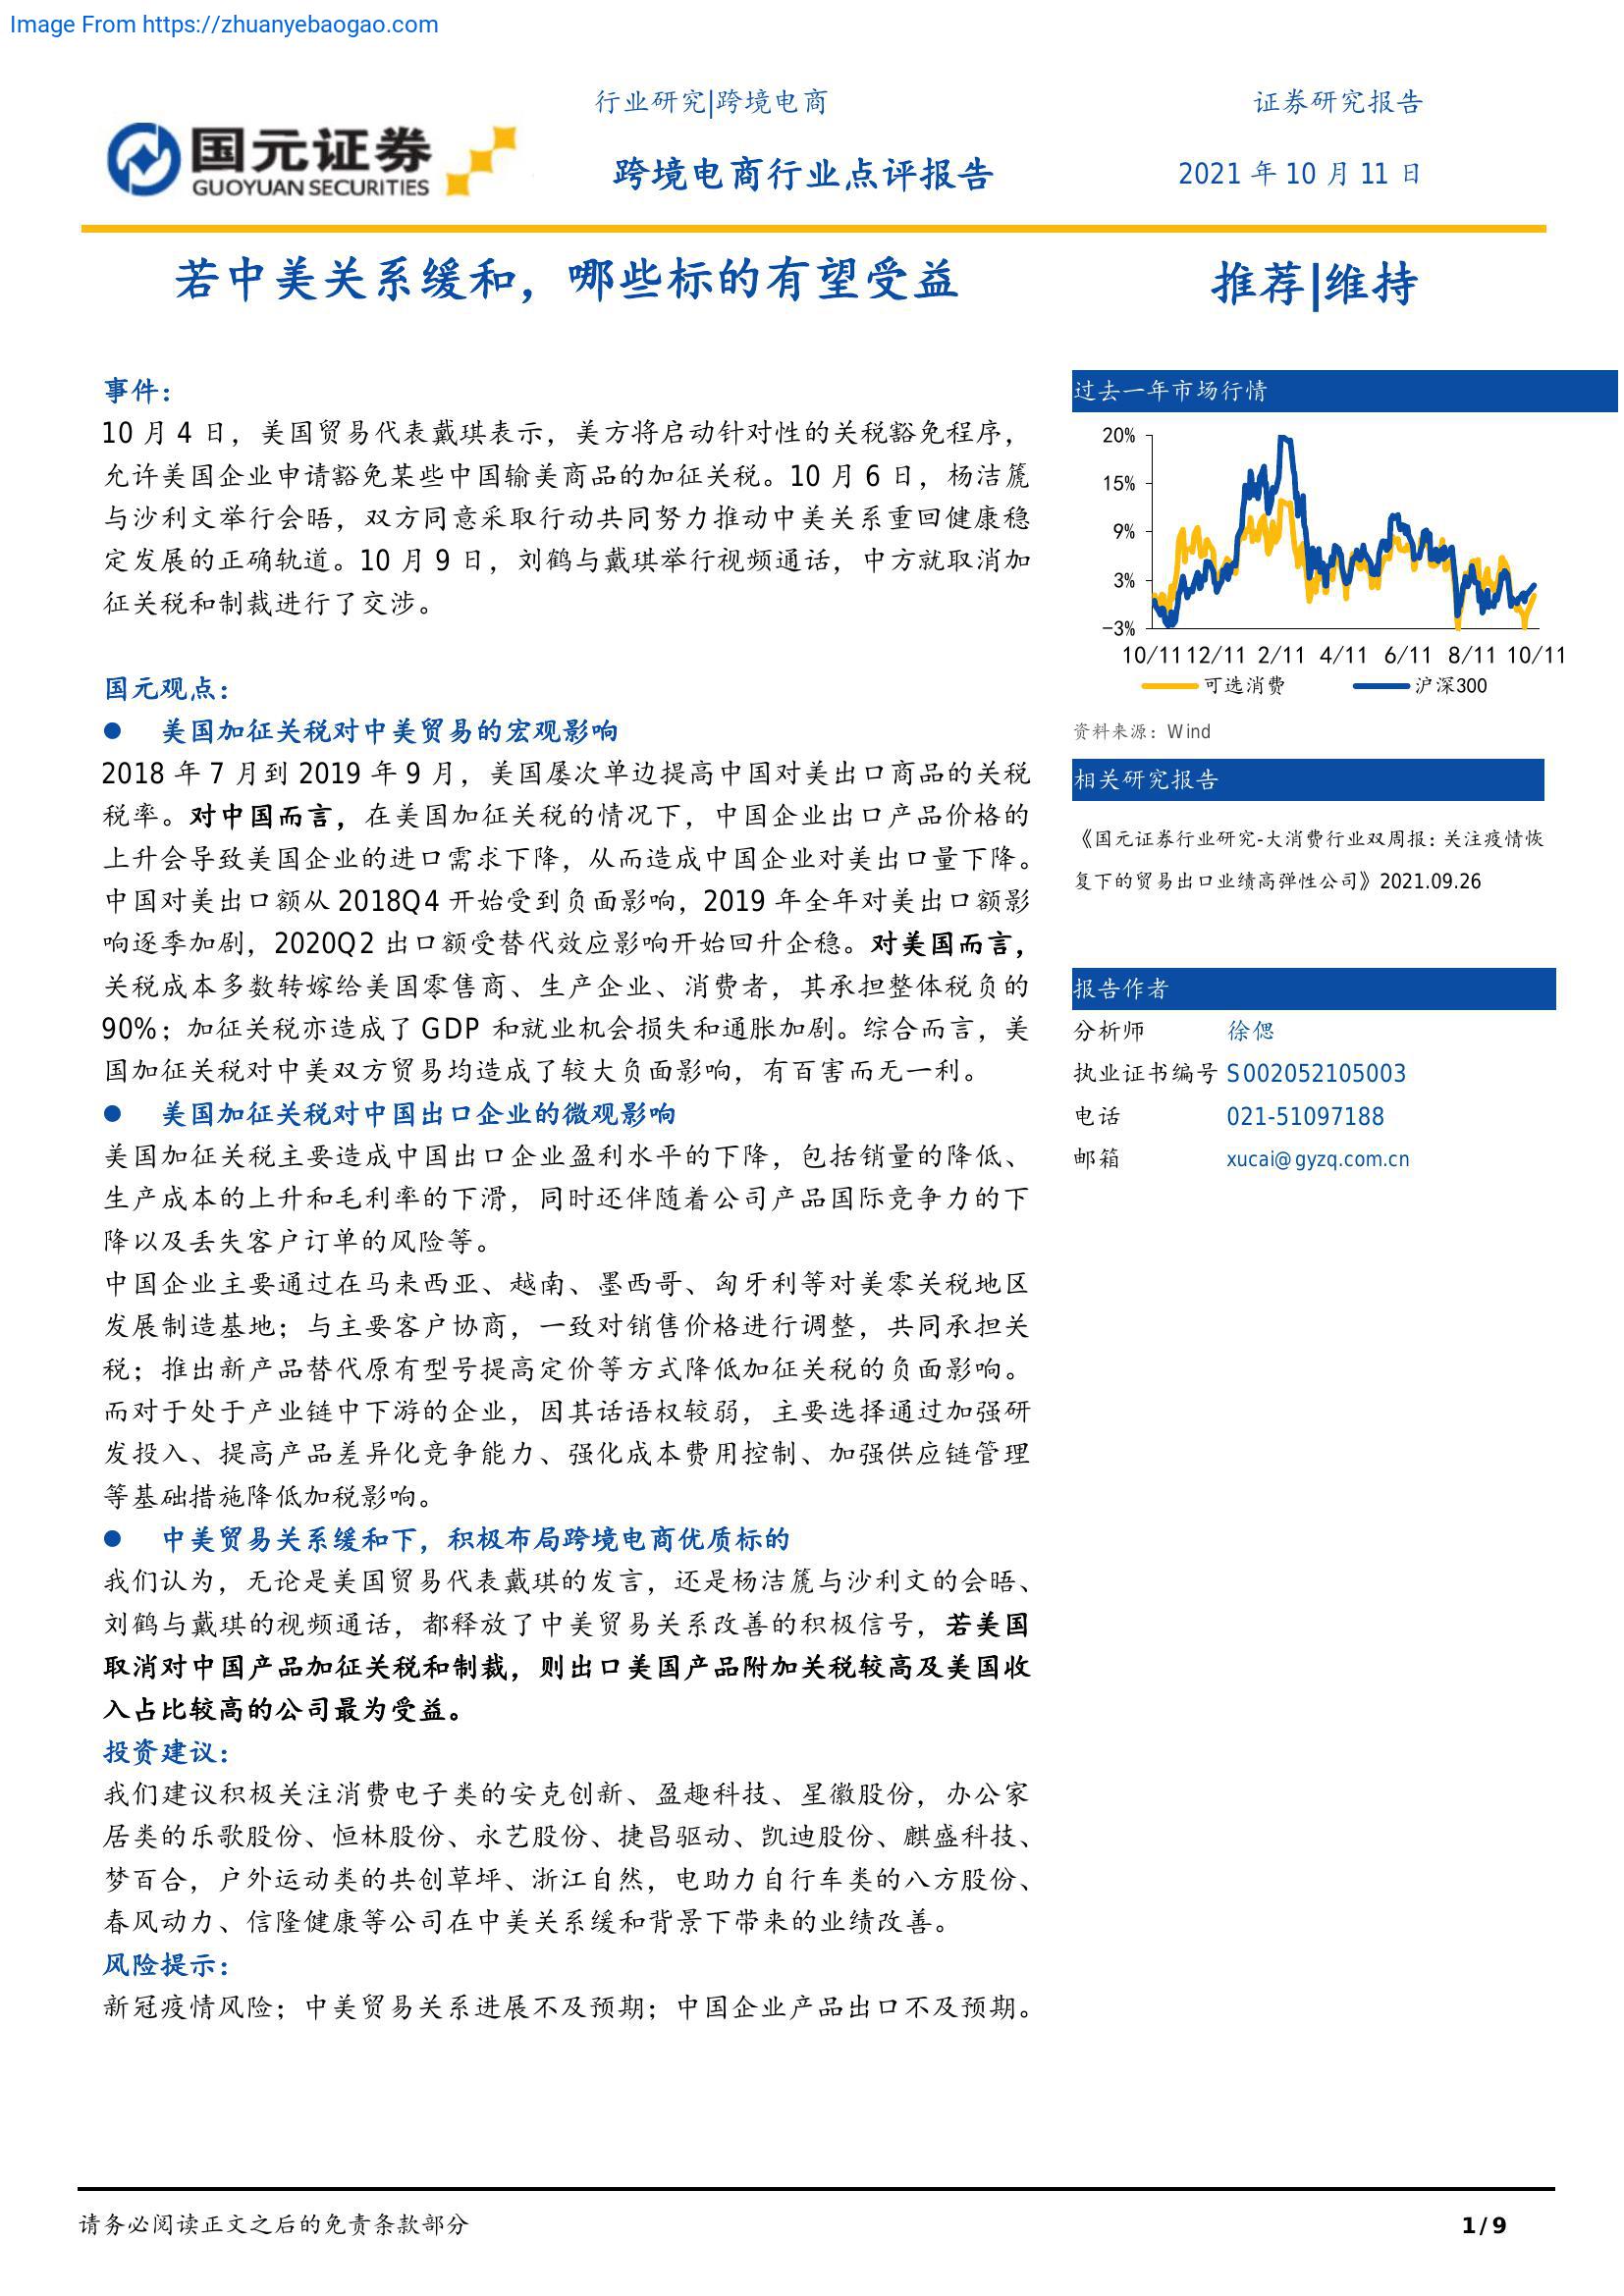 Image From https://zhuanyebaogao.com
行业研究|跨境电商
证券研究报告
国元证券
GUOYUAN SECURITIES
跨境电商行业点评报告
2021 年 10 月 11 日
若中美关系缓和，哪些标的有望受益
推荐|维持
事件：
10 月 4 日，美国贸易代表戴琪表示，美方将启动针对性的关税豁免程序，
允许美国企业申请豁免某些中国输美商品的加征关税。10 月 6 日，杨洁篪
与沙利文举行会晤，双方同意采取行动共同努力推动中美关系重回健康稳
定发展的正确轨道。10 月 9 日，刘鹤与戴琪举行视频通话，中方就取消加
征关税和制裁进行了交涉。
国元观点：
● 美国加征关税对中美贸易的宏观影响
2018 年 7 月到 2019 年 9 月，美国屡次单边提高中国对美出口商品的关税
税率。对中国而言，在美国加征关税的情况下，中国企业出口产品价格的
上升会导致美国企业的进口需求下降，从而造成中国企业对美出口量下降。
中国对美出口额从 2018Q4 开始受到负面影响，2019 年全年对美出口额影
响逐季加剧，2020Q2 出口额受替代效应影响开始回升企稳。对美国而言，
关税成本多数转嫁给美国零售商、生产企业、消费者，其承担整体税负的
90%；加征关税亦造成了 GDP 和就业机会损失和通胀加剧。综合而言，美
国加征关税对中美双方贸易均造成了较大负面影响，有百害而无一利。
● 美国加征关税对中国出口企业的微观影响
美国加征关税主要造成中国出口企业盈利水平的下降，包括销量的降低、
生产成本的上升和毛利率的下滑，同时还伴随着公司产品国际竞争力的下
降以及丢失客户订单的风险等。
中国企业主要通过在马来西亚、越南、墨西哥、匈牙利等对美零关税地区
发展制造基地；与主要客户协商，一致对销售价格进行调整，共同承担关
税；推出新产品替代原有型号提高定价等方式降低加征关税的负面影响。
而对于处于产业链中下游的企业，因其话语权较弱，主要选择通过加强研
发投入、提高产品差异化竞争能力、强化成本费用控制、加强供应链管理
等基础措施降低加税影响。
● 中美贸易关系缓和下，积极布局跨境电商优质标的
我们认为，无论是美国贸易代表戴琪的发言，还是杨洁篪与沙利文的会晤、
刘鹤与戴琪的视频通话，都释放了中美贸易关系改善的积极信号，若美国
取消对中国产品加征关税和制裁，则出口美国产品附加关税较高及美国收
入占比较高的公司最为受益。
投资建议：
我们建议积极关注消费电子类的安克创新、盈趣科技、星徽股份，办公家
居类的乐歌股份、恒林股份、永艺股份、捷昌驱动、凯迪股份、麒盛科技、
梦百合，户外运动类的共创草坪、浙江自然，电助力自行车类的八方股份、
春风动力、信隆健康等公司在中美关系缓和背景下带来的业绩改善。
风险提示：
新冠疫情风险；中美贸易关系进展不及预期；中国企业产品出口不及预期。
过去一年市场行情
20%
15%
9%
3%
-3%
10/11 12/11 2/11 4/11 6/11 8/11 10/11
可选消费 沪深300
资料来源：Wind
相关研究报告
《国元证券行业研究-大消费行业双周报：关注疫情恢
复下的贸易出口业绩高弹性公司》2021.09.26
报告作者
分析师 徐偲
执业证书编号 S002052105003
电话 021-51097188
邮箱 xucai@gyzq.com.cn
请务必阅读正文之后的免责条款部分
1 / 9